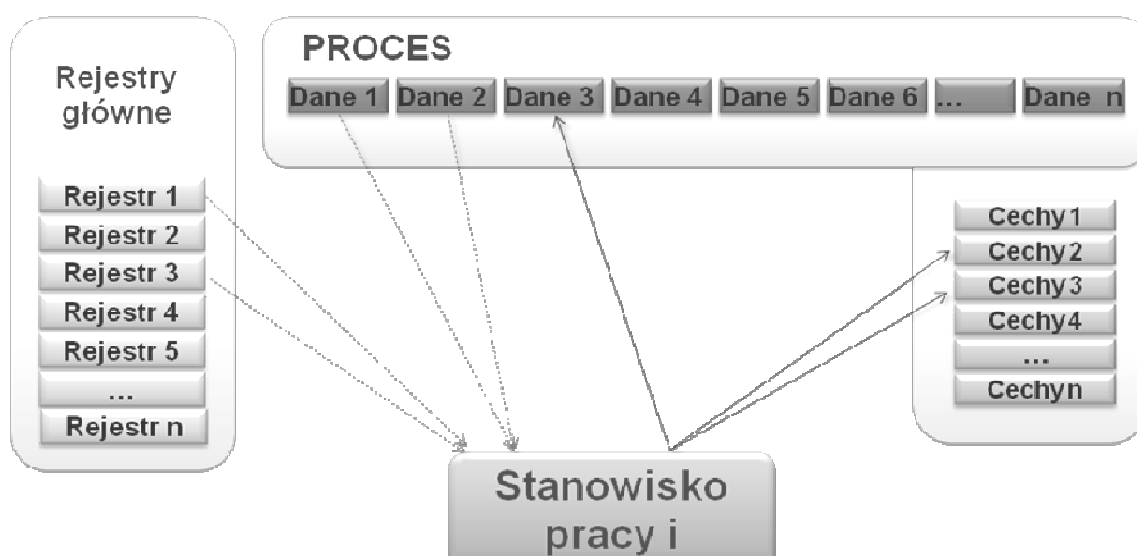 Rejestry
główne
Rejestr 1
Rejestr 2
Rejestr 3
Rejestr 4
Rejestr 5
...
Rejestr n
PROCES
Dane 1 Dane 2 Dane 3 Dane 4 Dane 5 Dane 6 ... Dane n
Cechy1
Cechy2
Cechy3
Cechy4
...
Cechyn
Stanowisko
pracy i